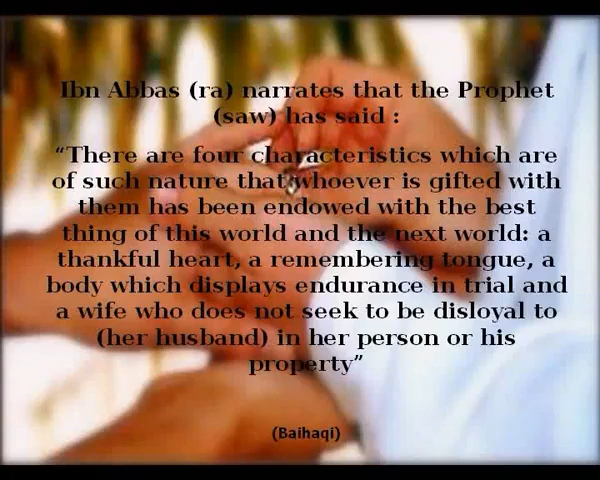 Ibn Abbas (ra) narrates that the Prophet
(saw) has said :
“There are four characteristics which are
of such nature that whoever is gifted with
them has been endowed with the best
thing of this world and the next world: a
thankful heart, a remembering tongue, a
body which displays endurance in trial and
a wife who does not seek to be disloyal to
(her husband) in her person or his
property”
(Baihaqi)